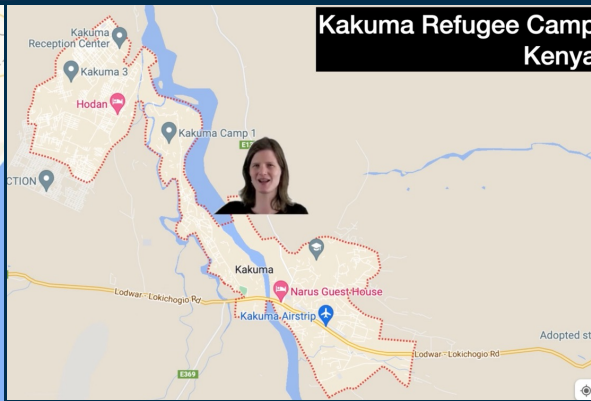 Kakuma Refugee Camp
Kenya
Kakuma
Reception Center
Kakuma 3
Hodan
Kakuma Camp 1
CTION
Kakuma
Narus Guest House
Lodwar - Lokichogio Rd
Kakuma Airstrip
Adopted st
Lodwar - Lokichogio Rd
E369